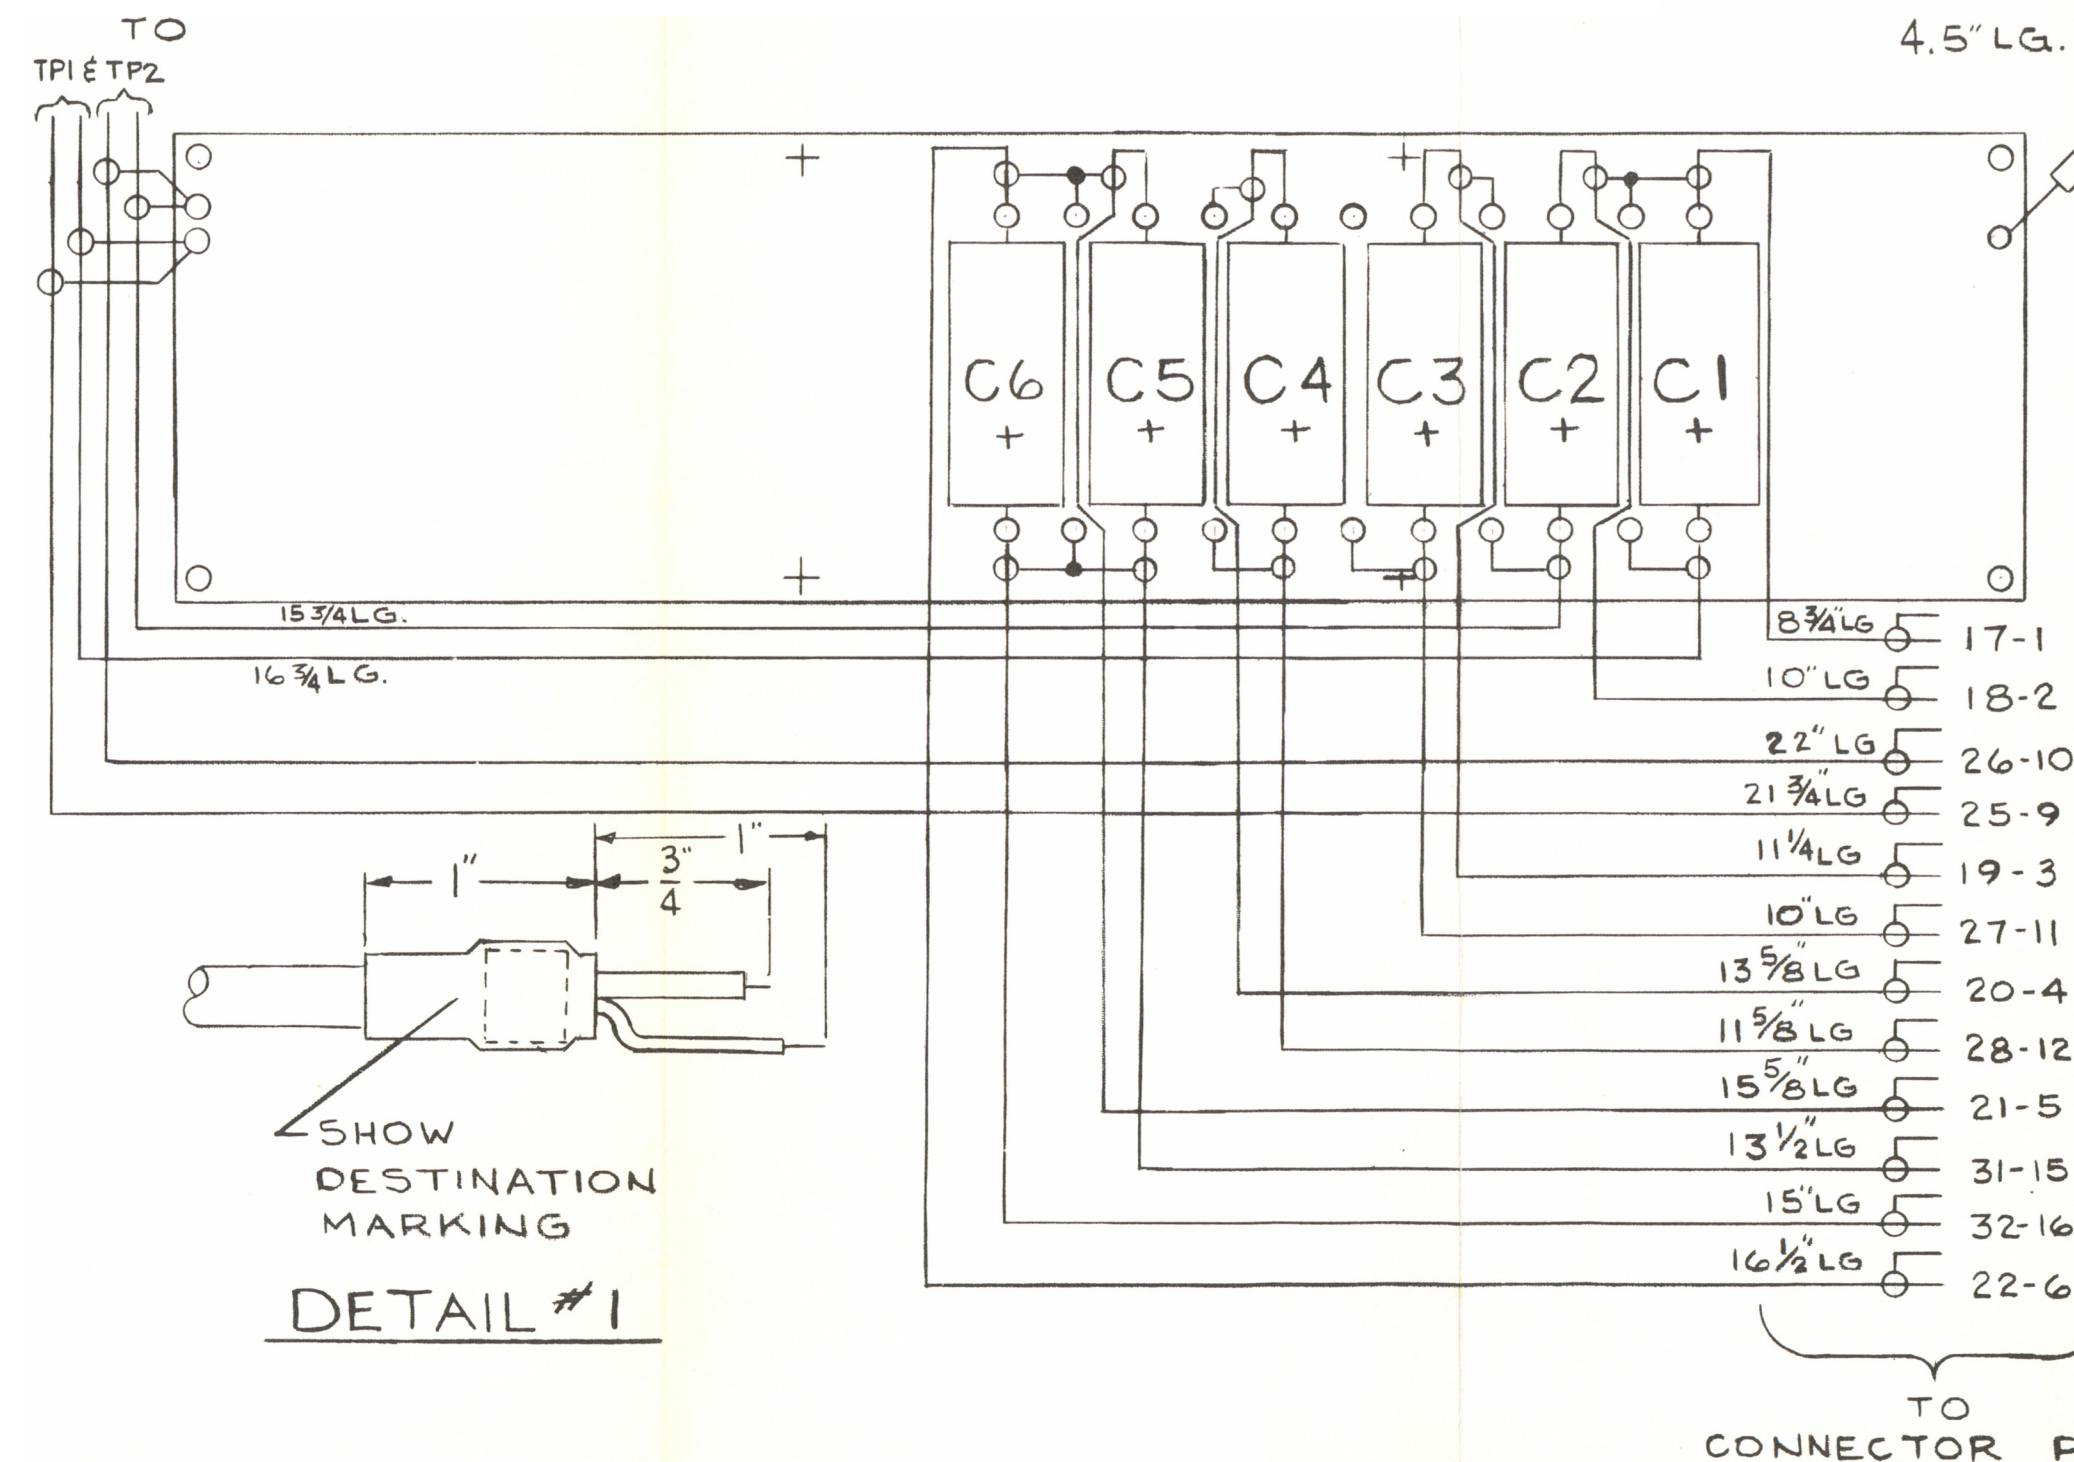 TO
TP1 & TP2
4.5" LG.
C6
+
C5
+
C4
+
C3
+
C2
+
C1
+
15 3/4 LG.
16 3/4 LG.
8 3/4" LG 17-1
10" LG 18-2
22" LG 26-10
21 3/4" LG 25-9
11 1/4 LG 19-3
10" LG 27-11
13 5/8" LG 20-4
11 5/8" LG 28-12
15 5/8" LG 21-5
13 1/2" LG 31-15
15" LG 32-16
16 1/2" LG 22-6
1"
1"
3/4"
SHOW
DESTINATION
MARKING
DETAIL #1
TO
CONNECTOR